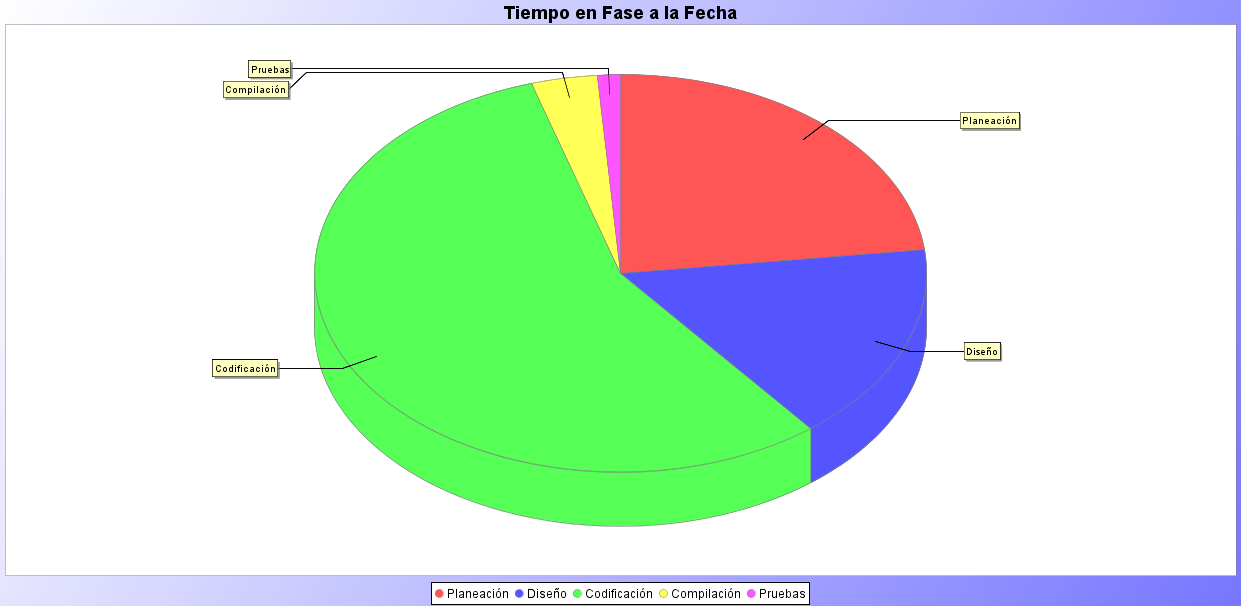 Tiempo en Fase a la Fecha
Pruebas
Compilación
Planeación
Diseño
Codificación
Planeación Diseño Codificación Compilación Pruebas